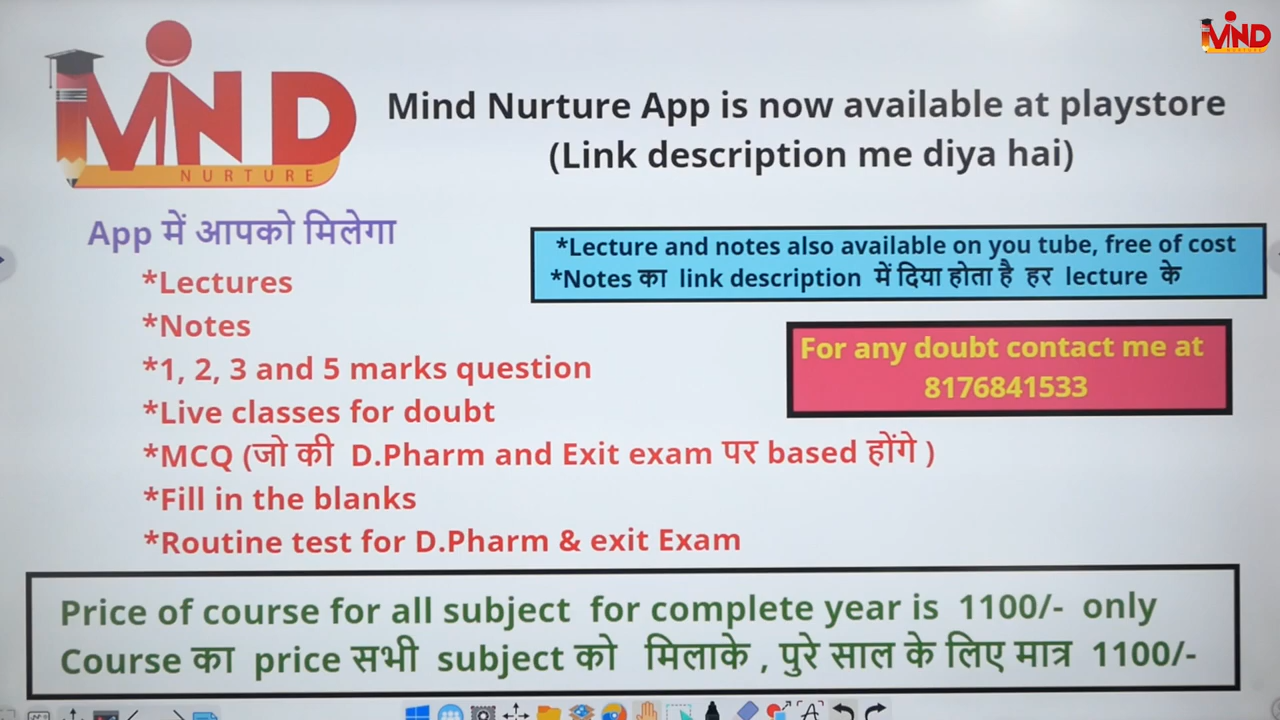 MIND
NURTURE
MIND
NURTURE
Mind Nurture App is now available at playstore
(Link description me diya hai)
App में आपको मिलेगा
*Lectures
*Notes
*1, 2, 3 and 5 marks question
*Live classes for doubt
*MCQ (जो की D.Pharm and Exit exam पर based होंगे )
*Fill in the blanks
*Routine test for D.Pharm & exit Exam
*Lecture and notes also available on you tube, free of cost
*Notes का link description में दिया होता है हर lecture के
For any doubt contact me at
8176841533
Price of course for all subject for complete year is 1100/- only
Course का price सभी subject को मिलाके , पुरे साल के लिए मात्र 1100/-